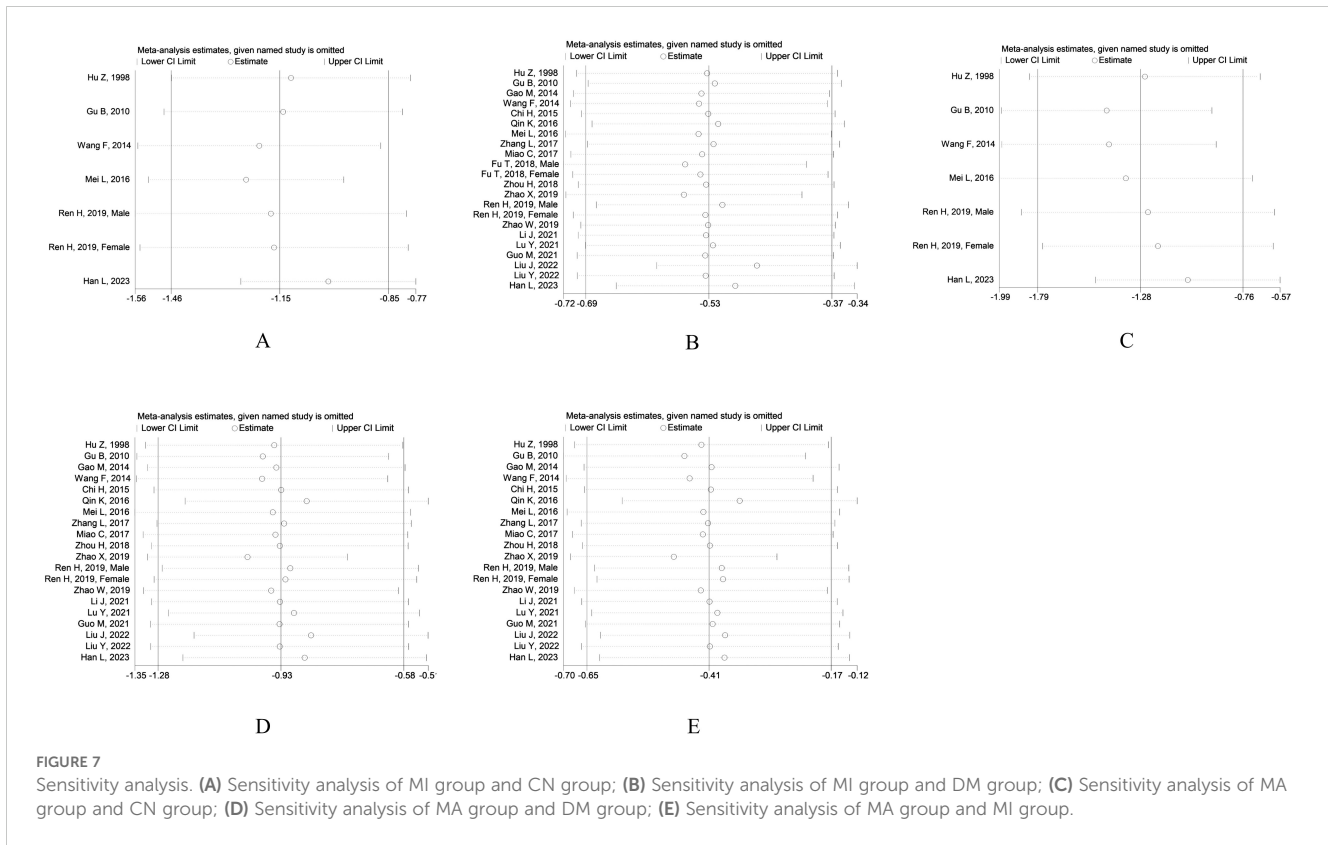 Meta-analysis estimates, given named study is omitted
Lower CI Limit Estimate Upper CI Limit
Hu Z, 1998
Gu B, 2010
Wang F, 2014
Mei L, 2016
Ren H, 2019, Male
Ren H, 2019, Female
Han L, 2023
-1.56 -1.46 -1.15 -0.85 -0.77
A
Meta-analysis estimates, given named study is omitted
Lower CI Limit Estimate Upper CI Limit
Hu Z, 1998
Gu B, 2010
Gao M, 2014
Wang F, 2014
Chi H, 2015
Qin K, 2016
Mei L, 2016
Zhang L, 2017
Miao C, 2017
Fu T, 2018, Male
Fu T, 2018, Female
Zhou H, 2018
Zhao X, 2019
Ren H, 2019, Male
Ren H, 2019, Female
Zhao W, 2019
Li J, 2021
Lu Y, 2021
Guo M, 2021
Liu J, 2022
Liu Y, 2022
Han L, 2023
-0.72 -0.69 -0.53 -0.37 -0.34
B
Meta-analysis estimates, given named study is omitted
Lower CI Limit Estimate Upper CI Limit
Hu Z, 1998
Gu B, 2010
Wang F, 2014
Mei L, 2016
Ren H, 2019, Male
Ren H, 2019, Female
Han L, 2023
-1.99 -1.79 -1.28 -0.76 -0.57
C
Meta-analysis estimates, given named study is omitted
Lower CI Limit Estimate Upper CI Limit
Hu Z, 1998
Gu B, 2010
Gao M, 2014
Wang F, 2014
Chi H, 2015
Qin K, 2016
Mei L, 2016
Zhang L, 2017
Miao C, 2017
Zhou H, 2018
Zhao X, 2019
Ren H, 2019, Male
Ren H, 2019, Female
Zhao W, 2019
Li J, 2021
Lu Y, 2021
Guo M, 2021
Liu J, 2022
Liu Y, 2022
Han L, 2023
-1.35 -1.28 -0.93 -0.58
D
Meta-analysis estimates, given named study is omitted
Lower CI Limit Estimate Upper CI Limit
Hu Z, 1998
Gu B, 2010
Gao M, 2014
Wang F, 2014
Chi H, 2015
Qin K, 2016
Mei L, 2016
Zhang L, 2017
Miao C, 2017
Zhou H, 2018
Zhao X, 2019
Ren H, 2019, Male
Ren H, 2019, Female
Zhao W, 2019
Li J, 2021
Lu Y, 2021
Guo M, 2021
Liu J, 2022
Liu Y, 2022
Han L, 2023
-0.70 -0.65 -0.41 -0.17 -0.12
E
FIGURE 7
Sensitivity analysis. (A) Sensitivity analysis of MI group and CN group; (B) Sensitivity analysis of MI group and DM group; (C) Sensitivity analysis of MA
group and CN group; (D) Sensitivity analysis of MA group and DM group; (E) Sensitivity analysis of MA group and MI group.